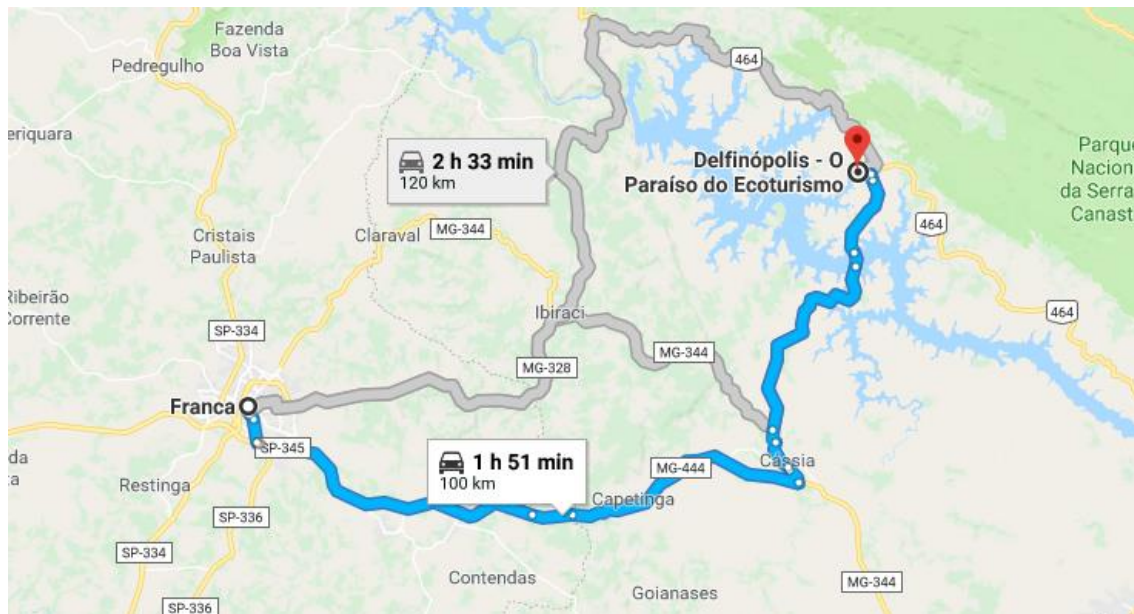 Fazenda
Boa Vista
Pedregulho
eriquara
464
2 h 33 min
120 km
Delfinópolis - O
Paraíso do Ecoturismo
Parqu
Nacion
da Serra
Canast
Claraval
MG-344
Cristais
Paulista
464
Ribeirão
Corrente
Ibiraci
464
SP-334
MG-344
MG-328
Franca
SP-345
1 h 51 min
100 km
Cássia
da
ta
Restinga
MG-444
Capetinga
SP-336
SP-334
Contendas
MG-344
Goianases
SP-336